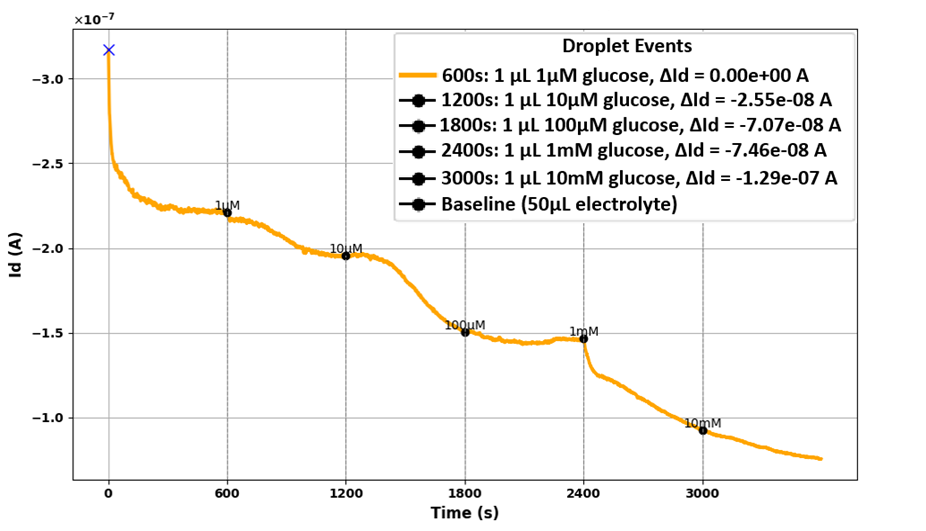 ×10⁻⁷
Droplet Events
600s: 1 µL 1µM glucose, ΔId = 0.00e+00 A
1200s: 1 µL 10µM glucose, ΔId = -2.55e-08 A
1800s: 1 µL 100µM glucose, ΔId = -7.07e-08 A
2400s: 1 µL 1mM glucose, ΔId = -7.46e-08 A
3000s: 1 µL 10mM glucose, ΔId = -1.29e-07 A
Baseline (50µL electrolyte)
−3.0
−2.5
−2.0
−1.5
−1.0
Id (A)
1µM
10µM
100µM
1mM
10mM
0 600 1200 1800 2400 3000
Time (s)